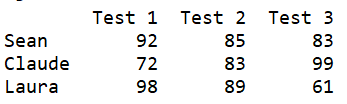 Test 1 Test 2 Test 3
Sean 92 85 83
Claude 72 83 99
Laura 98 89 61